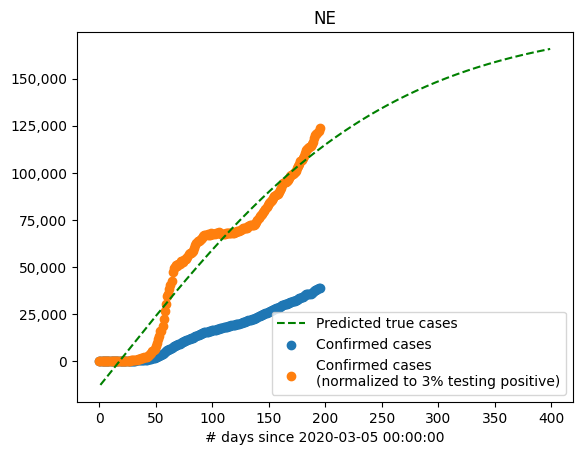 NE
150,000
125,000
100,000
75,000
50,000
25,000
0
0 50 100 150 200 250 300 350 400
# days since 2020-03-05 00:00:00
Predicted true cases
Confirmed cases
Confirmed cases
(normalized to 3% testing positive)